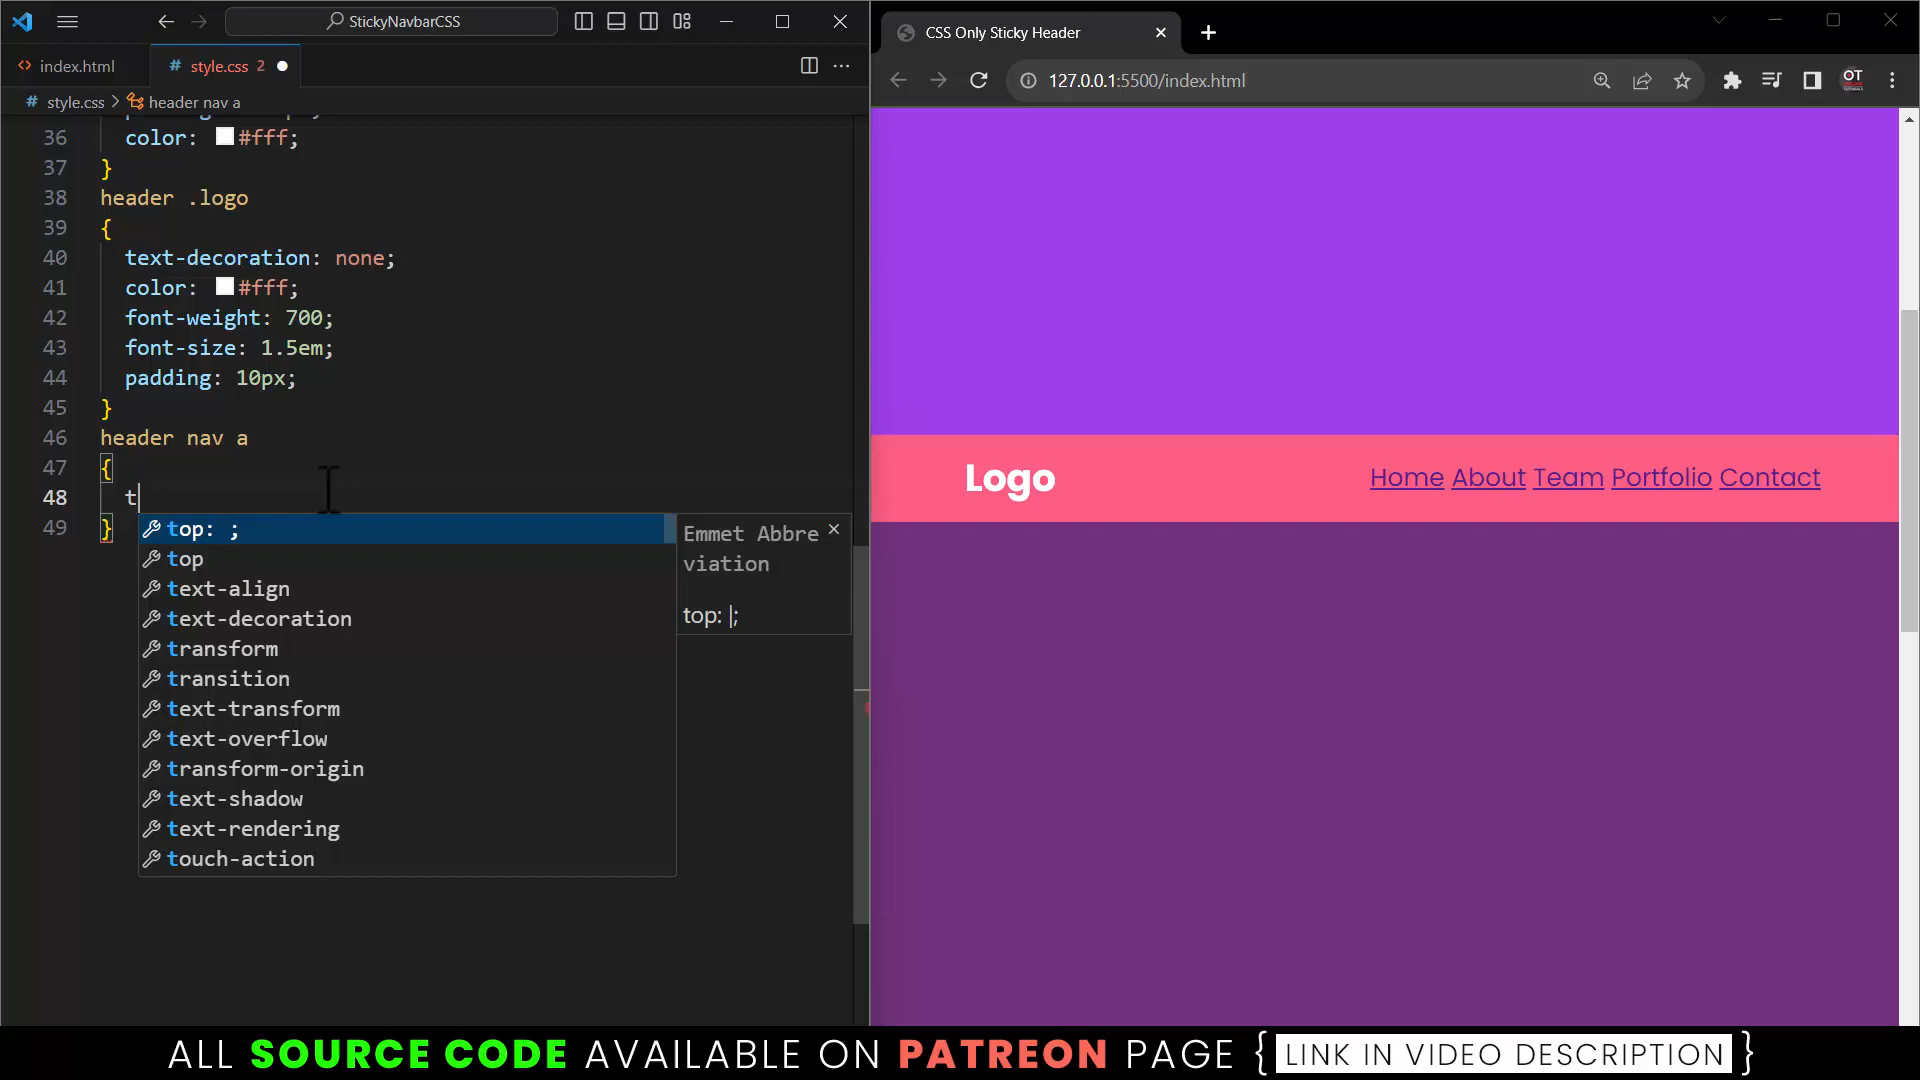 StickyNavbarCSS
index.html
# style.css 2
# style.css > header nav a
36 color: #fff;
37 }
38 header .logo
39 {
40 text-decoration: none;
41 color: #fff;
42 font-weight: 700;
43 font-size: 1.5em;
44 padding: 10px;
45 }
46 header nav a
47 {
48 t
49 }
top: ;
top
text-align
text-decoration
transform
transition
text-transform
text-overflow
transform-origin
text-shadow
text-rendering
touch-action
Emmet Abbre
viation
top: |;
CSS Only Sticky Header
127.0.0.1:5500/index.html
OT
Logo
Home About Team Portfolio Contact
ALL SOURCE CODE AVAILABLE ON PATREON PAGE { LINK IN VIDEO DESCRIPTION }